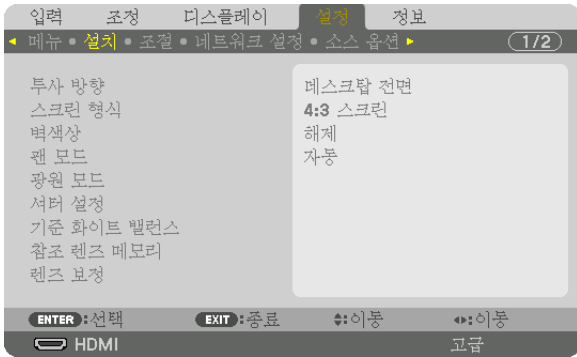 입력 조정 디스플레이 설정 정보
◀ 메뉴 ● 설치 ● 조절 ● 네트워크 설정 ● 소스 옵션 ▶ 1/2
투사 방향 데스크탑 전면
스크린 형식 4:3 스크린
벽색상 해제
팬 모드 자동
광원 모드
셔터 설정
기준 화이트 밸런스
참조 렌즈 메모리
렌즈 보정
ENTER :선택 EXIT :종료 :이동 :이동
HDMI 고급